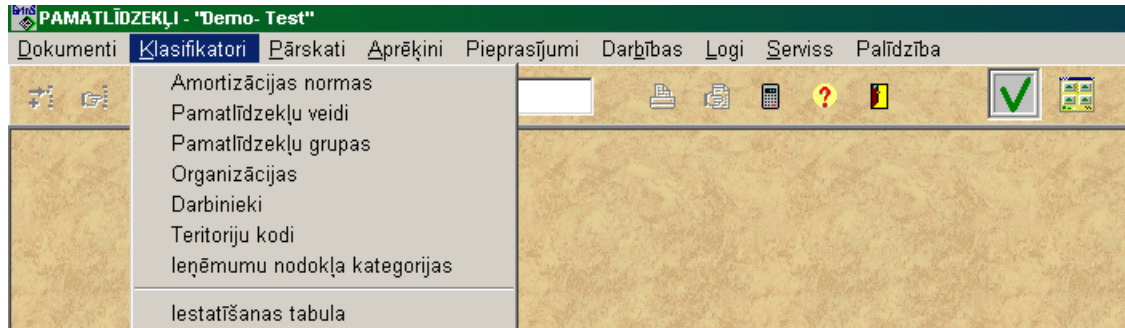 PAMATLĪDZEKĻI - "Demo- Test"
Dokumenti Klasifikatori Pārskati Aprēķini Pieprasījumi Darbības Logi Serviss Palīdzība
Amortizācijas normas
Pamatlīdzekļu veidi
Pamatlīdzekļu grupas
Organizācijas
Darbinieki
Teritoriju kodi
Ieņēmumu nodokļa kategorijas
Iestatīšanas tabula